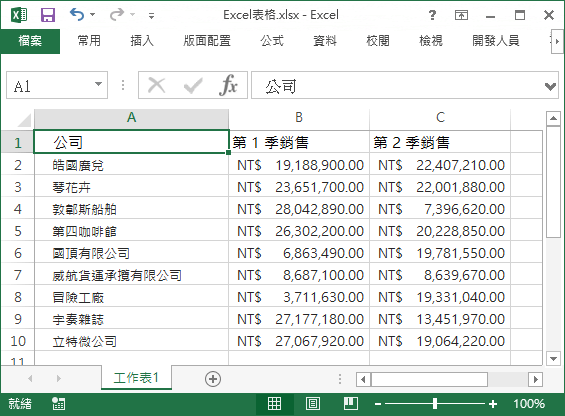 Excel表格.xlsx - Excel
檔案 常用 插入 版面配置 公式 資料 校閱 檢視 開發人員
A1 fx 公司
A B C
1 公司 第 1 季銷售 第 2 季銷售
2 皓國廣兌 NT$ 19,188,900.00 NT$ 22,407,210.00
3 琴花卉 NT$ 23,651,700.00 NT$ 22,001,880.00
4 敦鄣斯船舶 NT$ 28,042,890.00 NT$ 7,396,620.00
5 第四咖啡館 NT$ 26,302,200.00 NT$ 20,228,850.00
6 國頂有限公司 NT$ 6,863,490.00 NT$ 19,781,550.00
7 威航貨運承攬有限公司 NT$ 8,687,100.00 NT$ 8,639,670.00
8 冒險工廠 NT$ 3,711,630.00 NT$ 19,331,040.00
9 宇奏雜誌 NT$ 27,177,180.00 NT$ 13,451,970.00
10 立特微公司 NT$ 27,067,920.00 NT$ 19,064,220.00
11
工作表1
就緒 100%